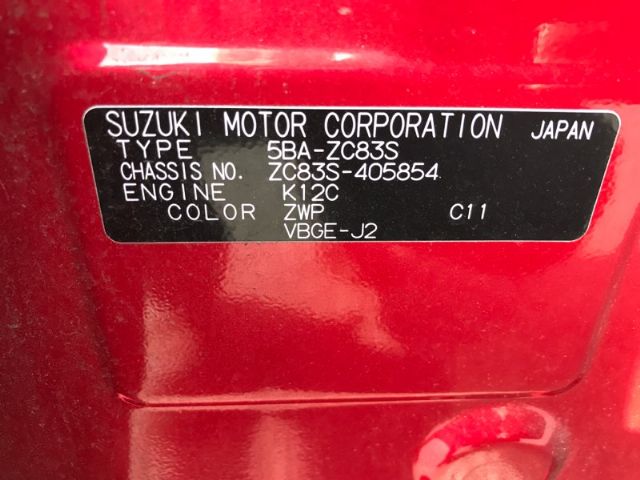 SUZUKI MOTOR CORPORATION JAPAN
TYPE 5BA-ZC83S
CHASSIS NO. ZC83S-405854
ENGINE K12C
COLOR ZWP C11
VBGE-J2